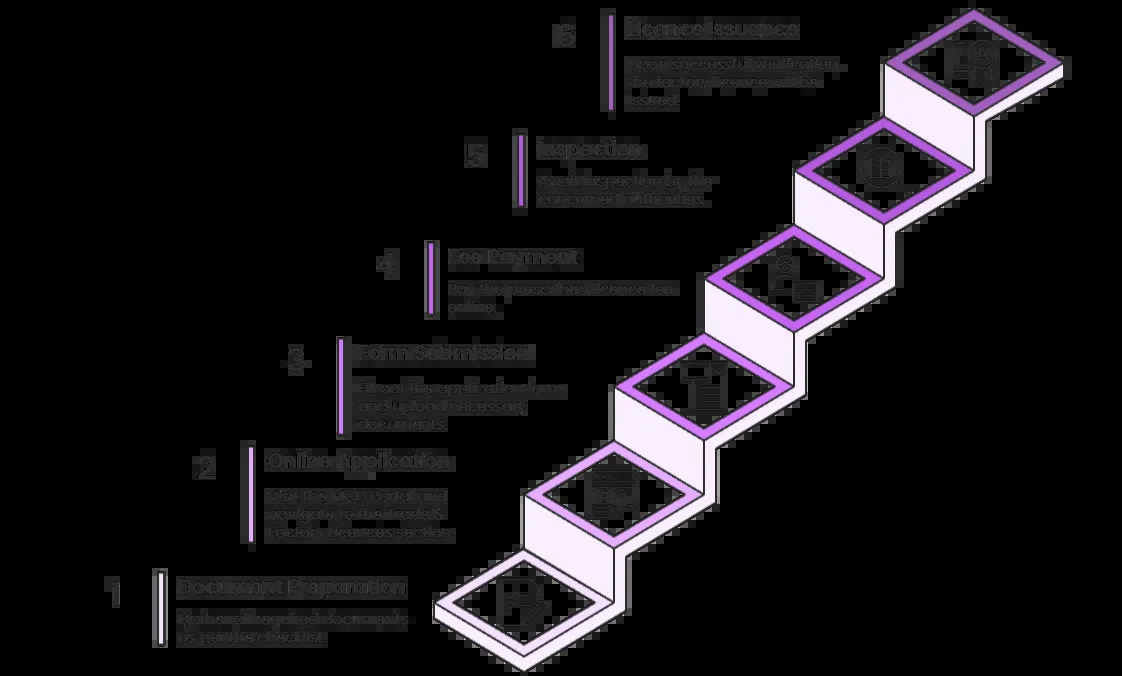 6
Licence Issuance
Upon successful verification,
the factory licence will be
issued.
5
Inspection
Await inspection by the
concerned authorities.
4
Fee Payment
Pay the prescribed licence fee
online.
3
Form Submission
Fill out the application form
and upload necessary
documents.
2
Online Application
Visit the MCD Portal and
navigate to the Trade &
Factory Licences section.
1
Document Preparation
Gather all required documents
as per the checklist.